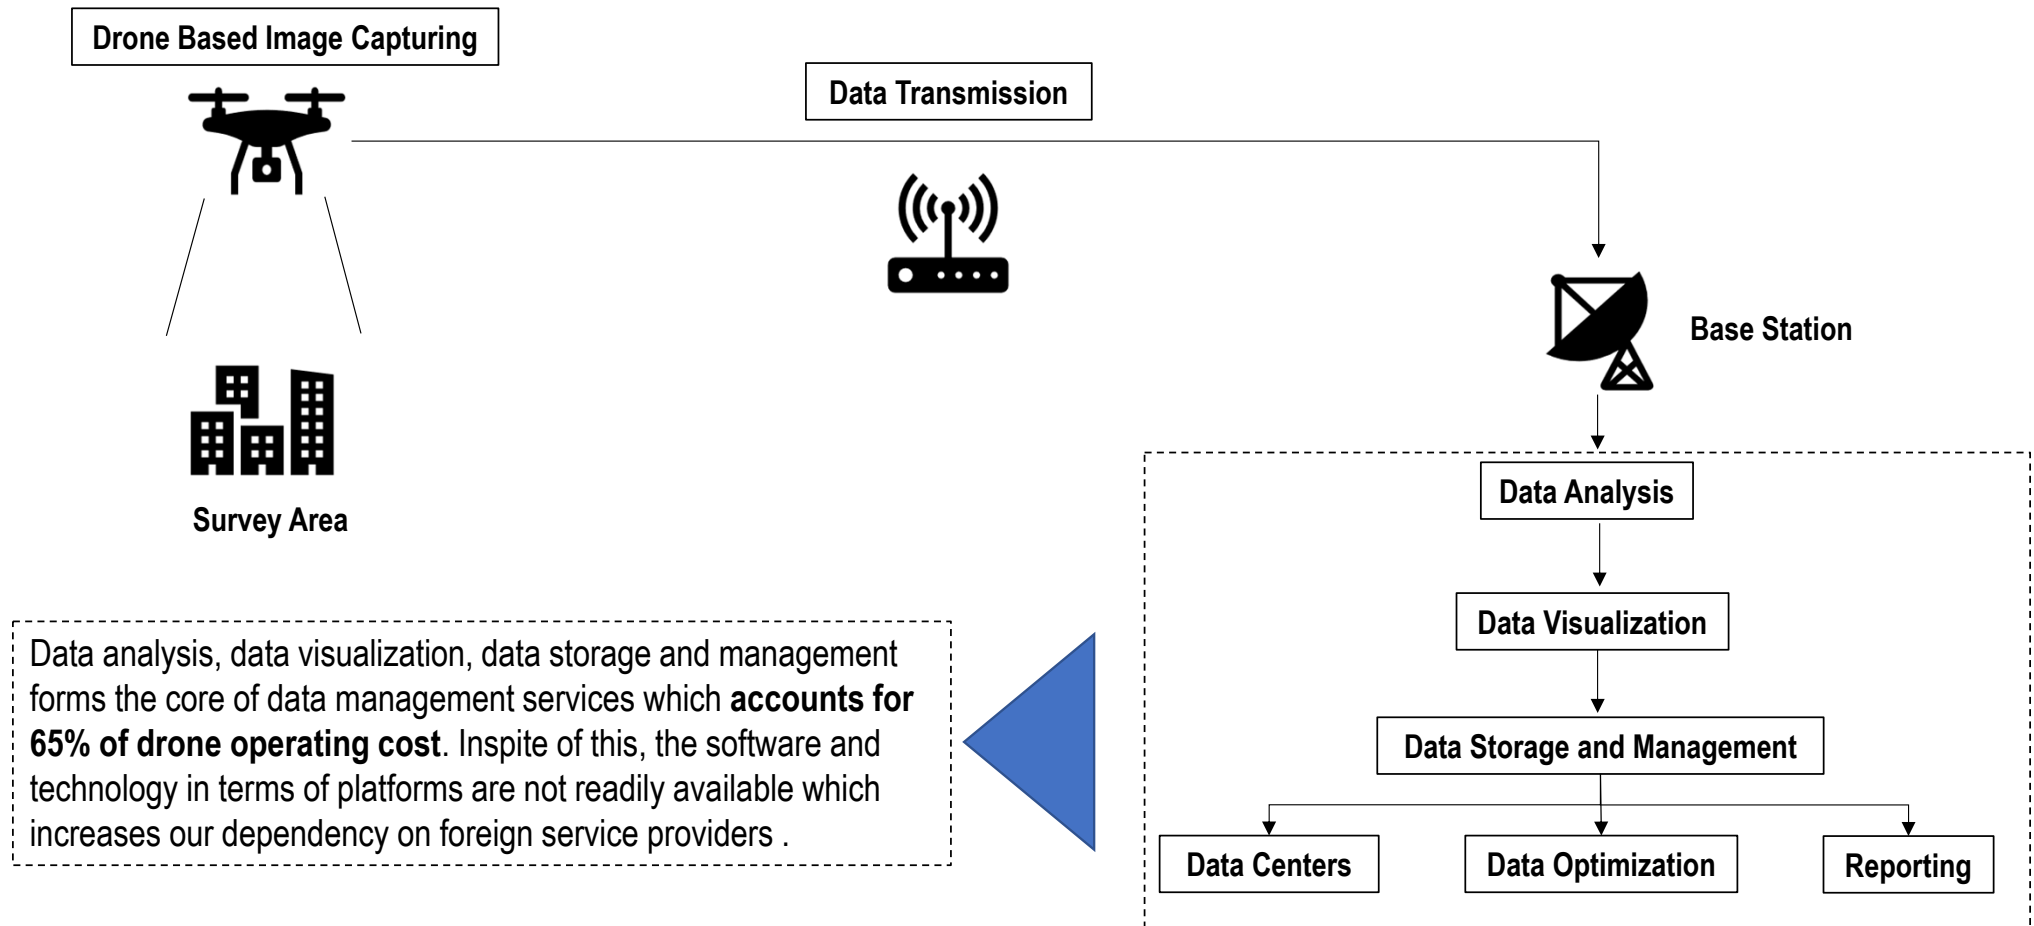 Drone Based Image Capturing
Data Transmission
Base Station
Survey Area
Data Analysis
Data Visualization
Data Storage and Management
Data Centers
Data Optimization
Reporting
Data analysis, data visualization, data storage and management
forms the core of data management services which accounts for
65% of drone operating cost. Inspite of this, the software and
technology in terms of platforms are not readily available which
increases our dependency on foreign service providers .